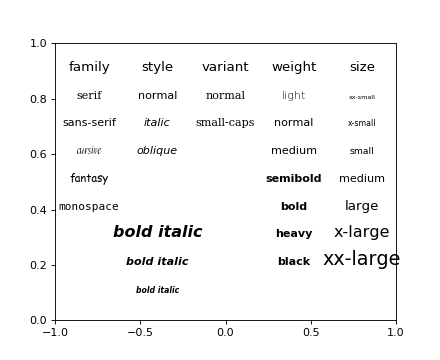 1.0
family style variant weight size
serif normal normal light xx-small
0.8
sans-serif italic small-caps normal x-small
cursive oblique medium small
0.6
fantasy semibold medium
monospace bold large
0.4
bold italic heavy x-large
bold italic black xx-large
0.2
bold italic
0.0
−1.0 −0.5 0.0 0.5 1.0